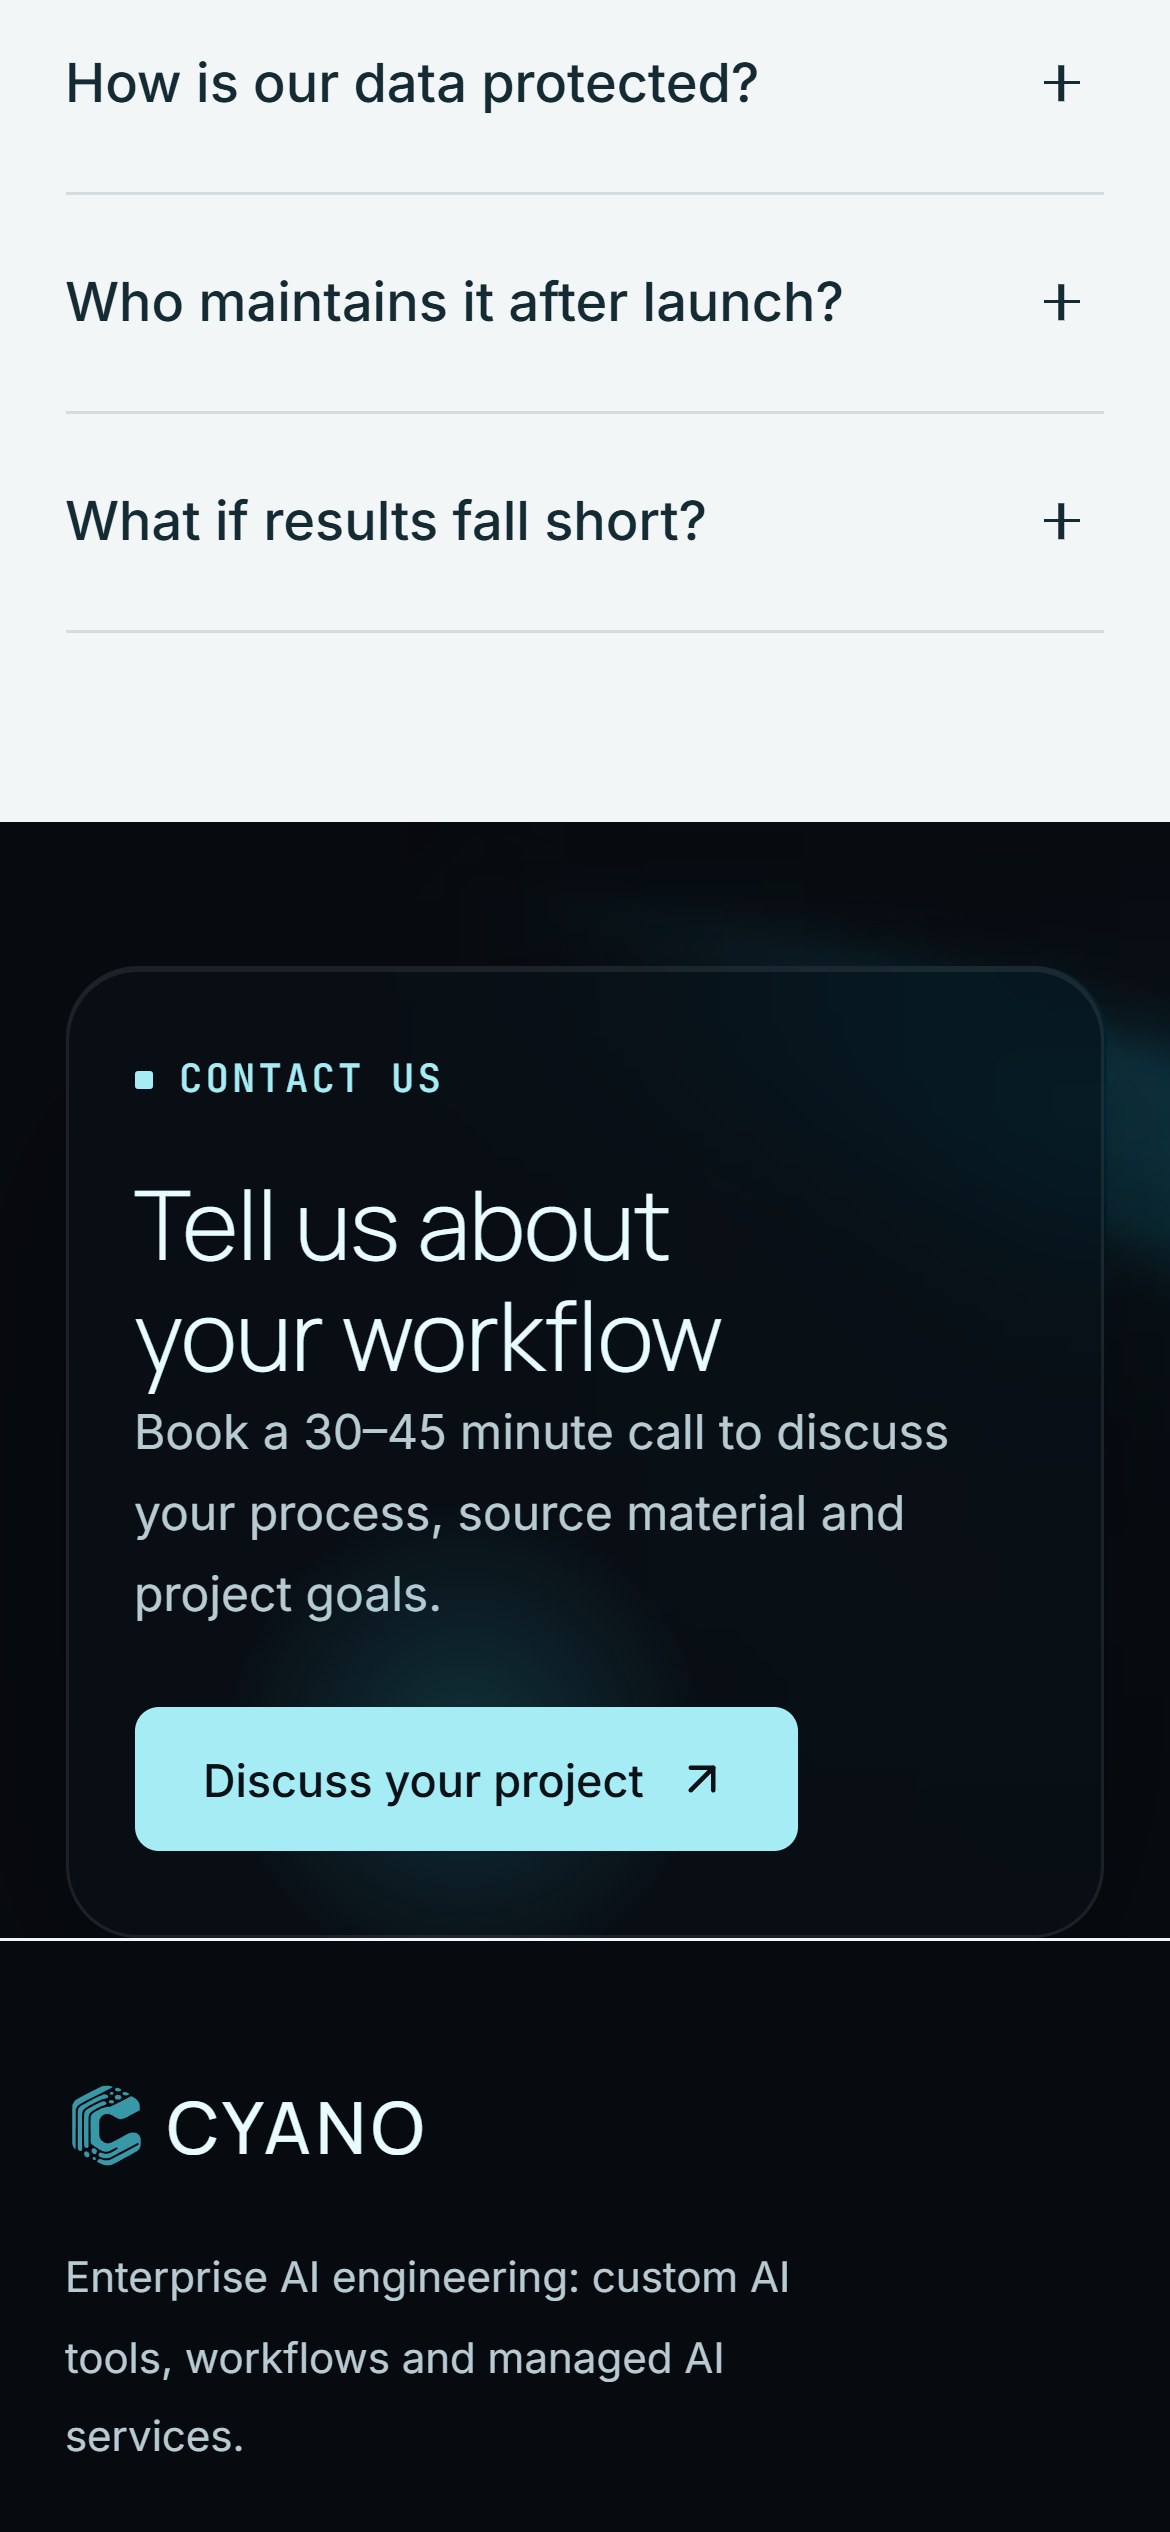 How is our data protected?
Who maintains it after launch?
What if results fall short?
CONTACT US
Tell us about
your workflow
Book a 30–45 minute call to discuss
your process, source material and
project goals.
Discuss your project
CYANO
Enterprise AI engineering: custom AI
tools, workflows and managed AI
services.